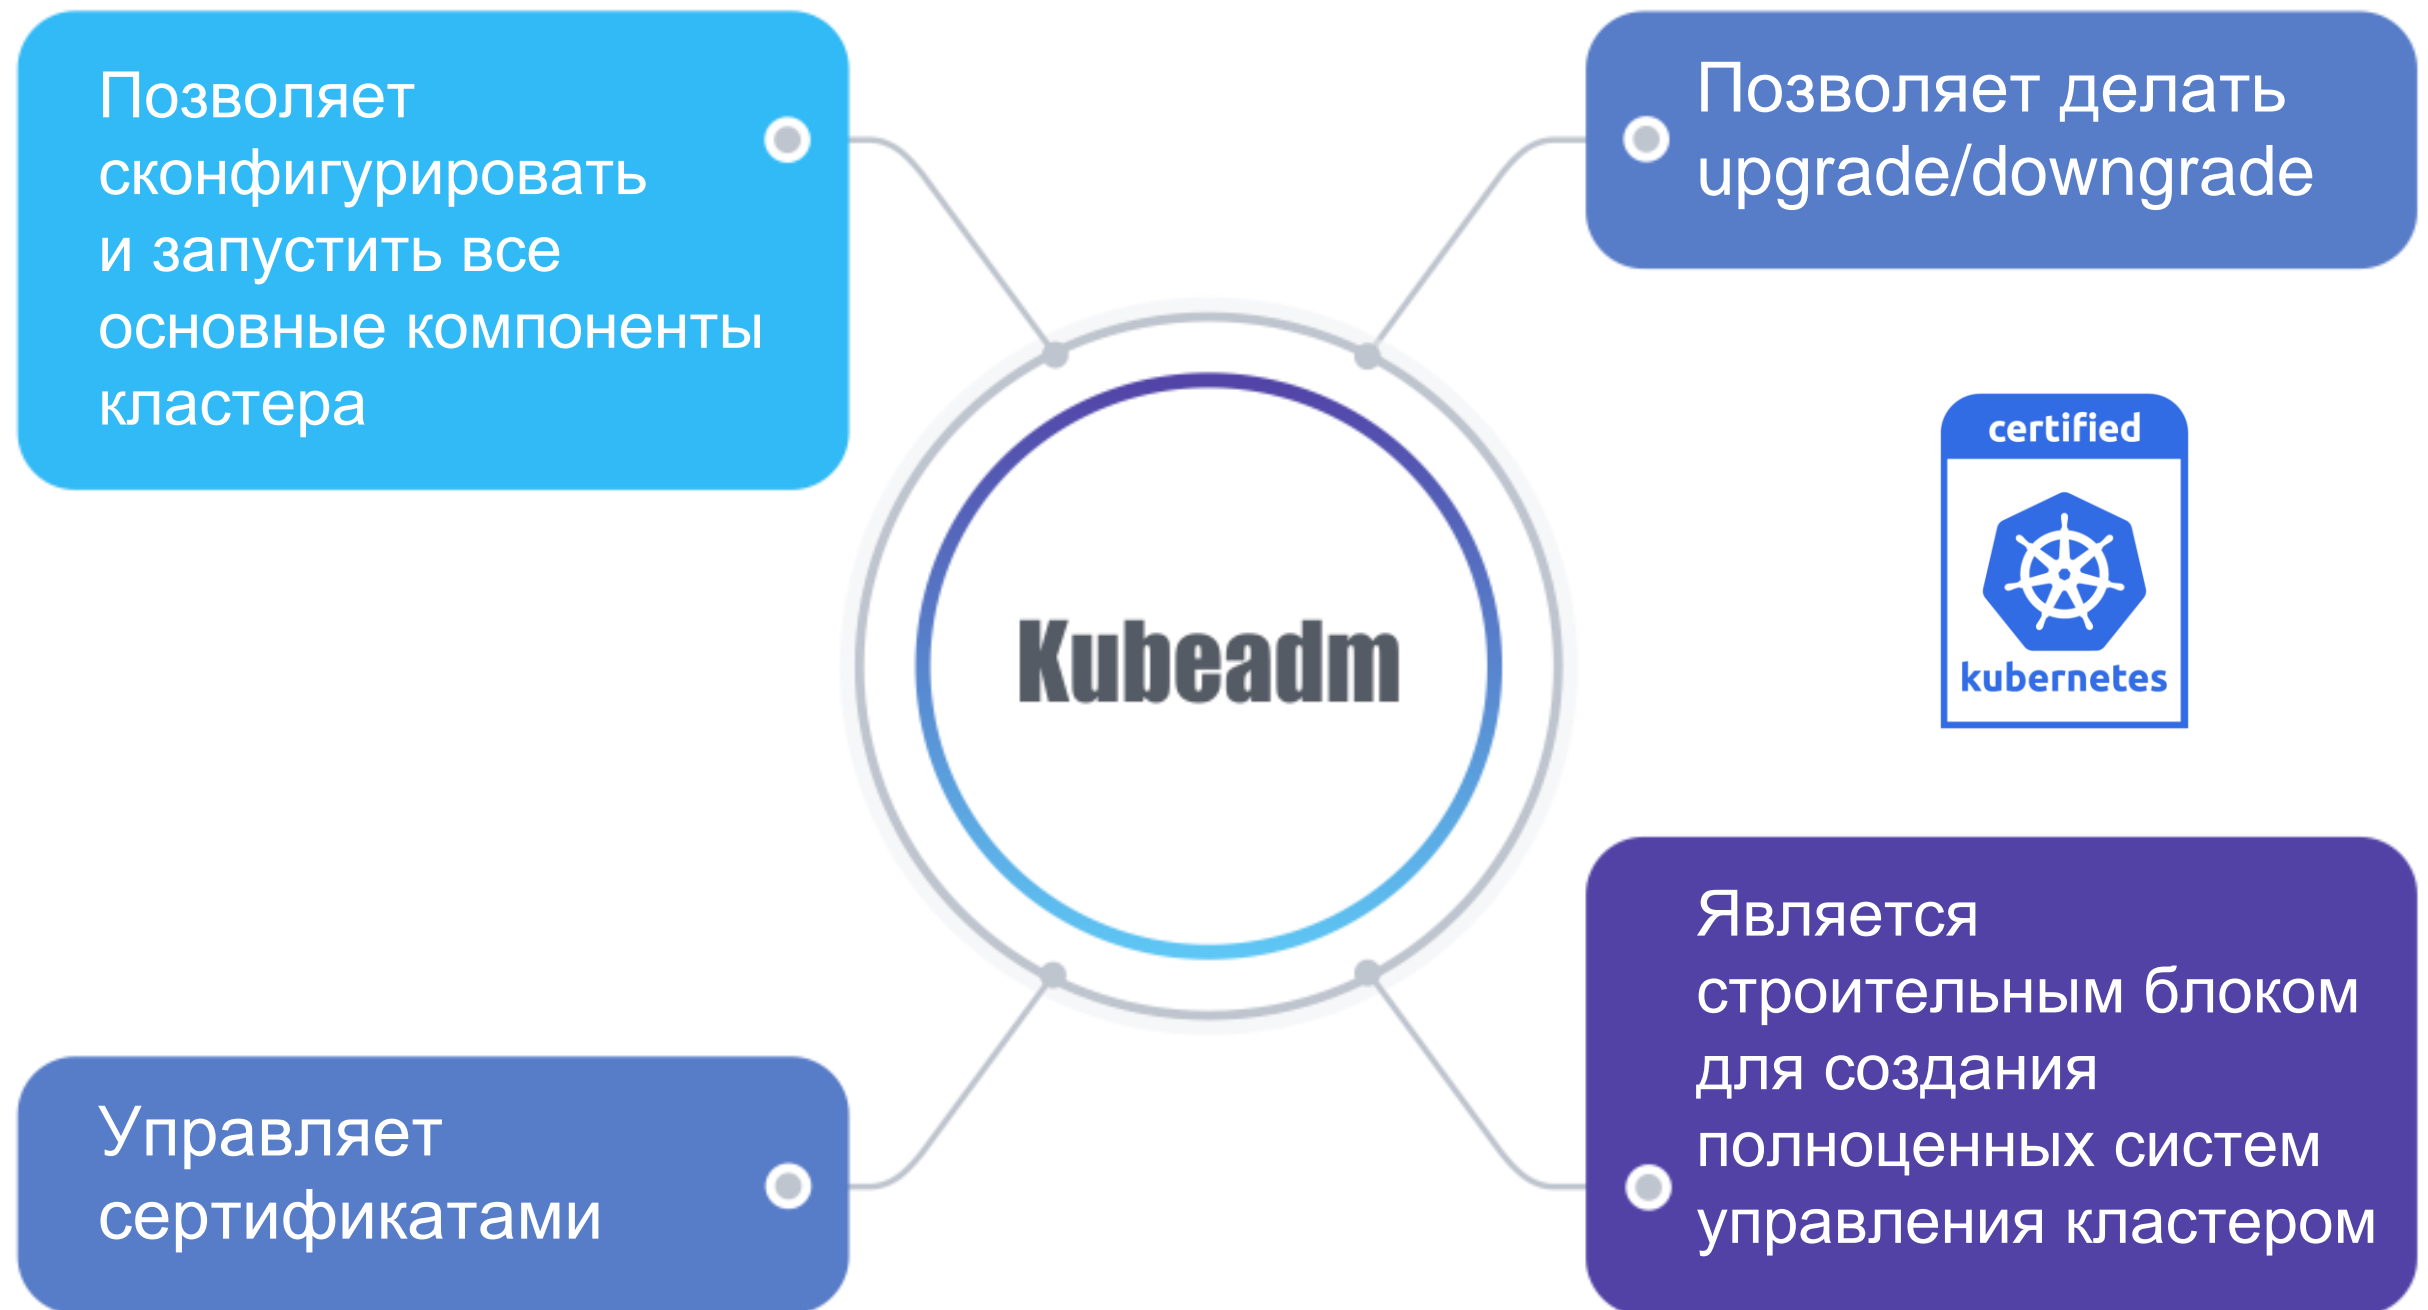 Позволяет
сконфигурировать
и запустить все
основные компоненты
кластера
Позволяет делать
upgrade/downgrade
certified
kubernetes
Kubeadm
Управляет
сертификатами
Является
строительным блоком
для создания
полноценных систем
управления кластером